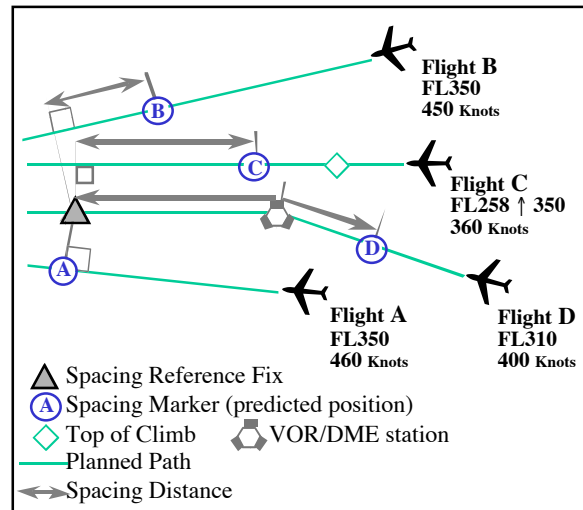 Flight B
FL350
450 Knots
B
C
Flight C
FL258 ↑ 350
360 Knots
D
A
Flight A
FL350
460 Knots
Flight D
FL310
400 Knots
Spacing Reference Fix
A Spacing Marker (predicted position)
Top of Climb VOR/DME station
Planned Path
Spacing Distance